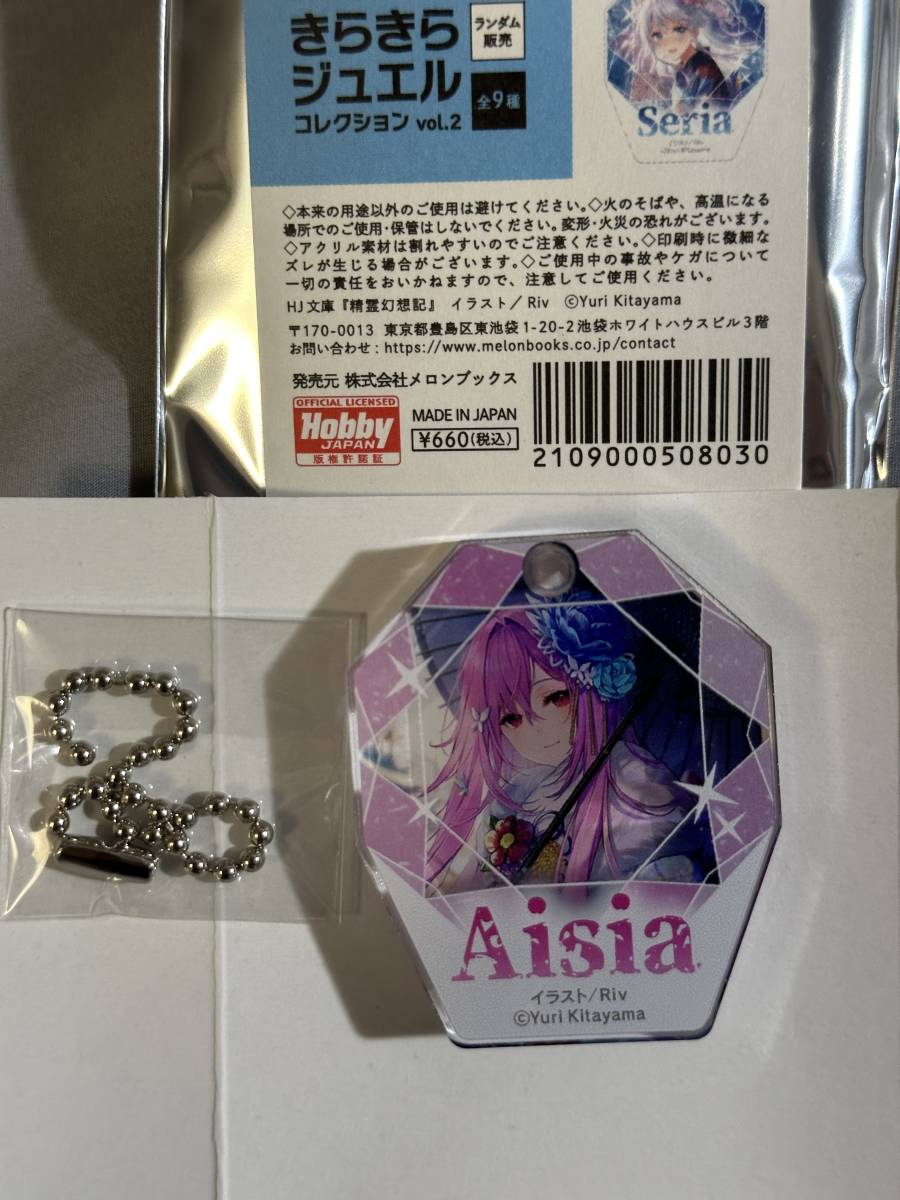 きらきら
ジュエル
コレクション vol.2
ランダム
販売
全9種
Seria
◇本来の用途以外のご使用は避けてください。◇火のそばや、高温になる
場所でのご使用・保管はしないでください。変形・火災の恐れがございます。
◇アクリル素材は割れやすいのでご注意ください。◇印刷時に微細な
ズレが生じる場合がございます。◇ご使用中の事故やケガについて
一切の責任をおいかねますので、注意してご使用ください。
HJ文庫『精霊幻想記』 イラスト/Riv ©Yuri Kitayama
〒170-0013 東京都豊島区東池袋1-20-2池袋ホワイトハウスビル3階
お問い合わせ：https://www.melonbooks.co.jp/contact
発売元 株式会社メロンブックス
OFFICIAL LICENSED
Hobby
JAPAN
版権許諾証
MADE IN JAPAN
¥660(税込)
2109000508030
Aisia
イラスト/Riv
©Yuri Kitayama